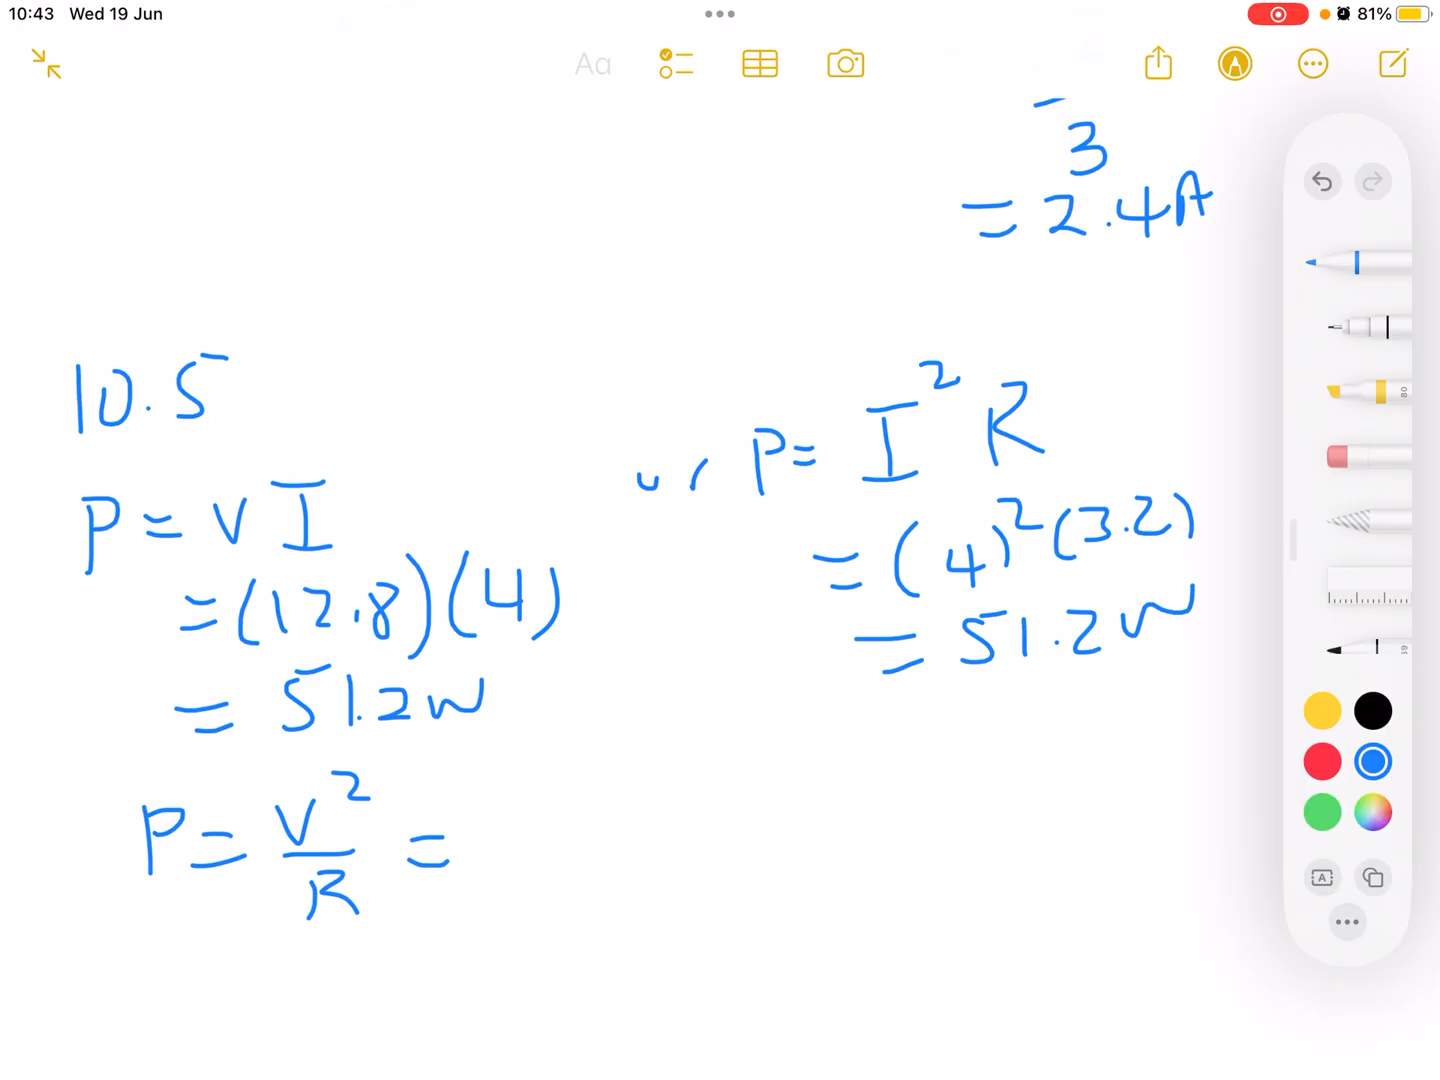 10:43 Wed 19 Jun
81%
Aa
3
= 2.4A
10.5
P = V I
= (12.8)(4)
= 51.2W
or P = I² R
= (4)² (3.2)
= 51.2W
P = V² / R =
80
A